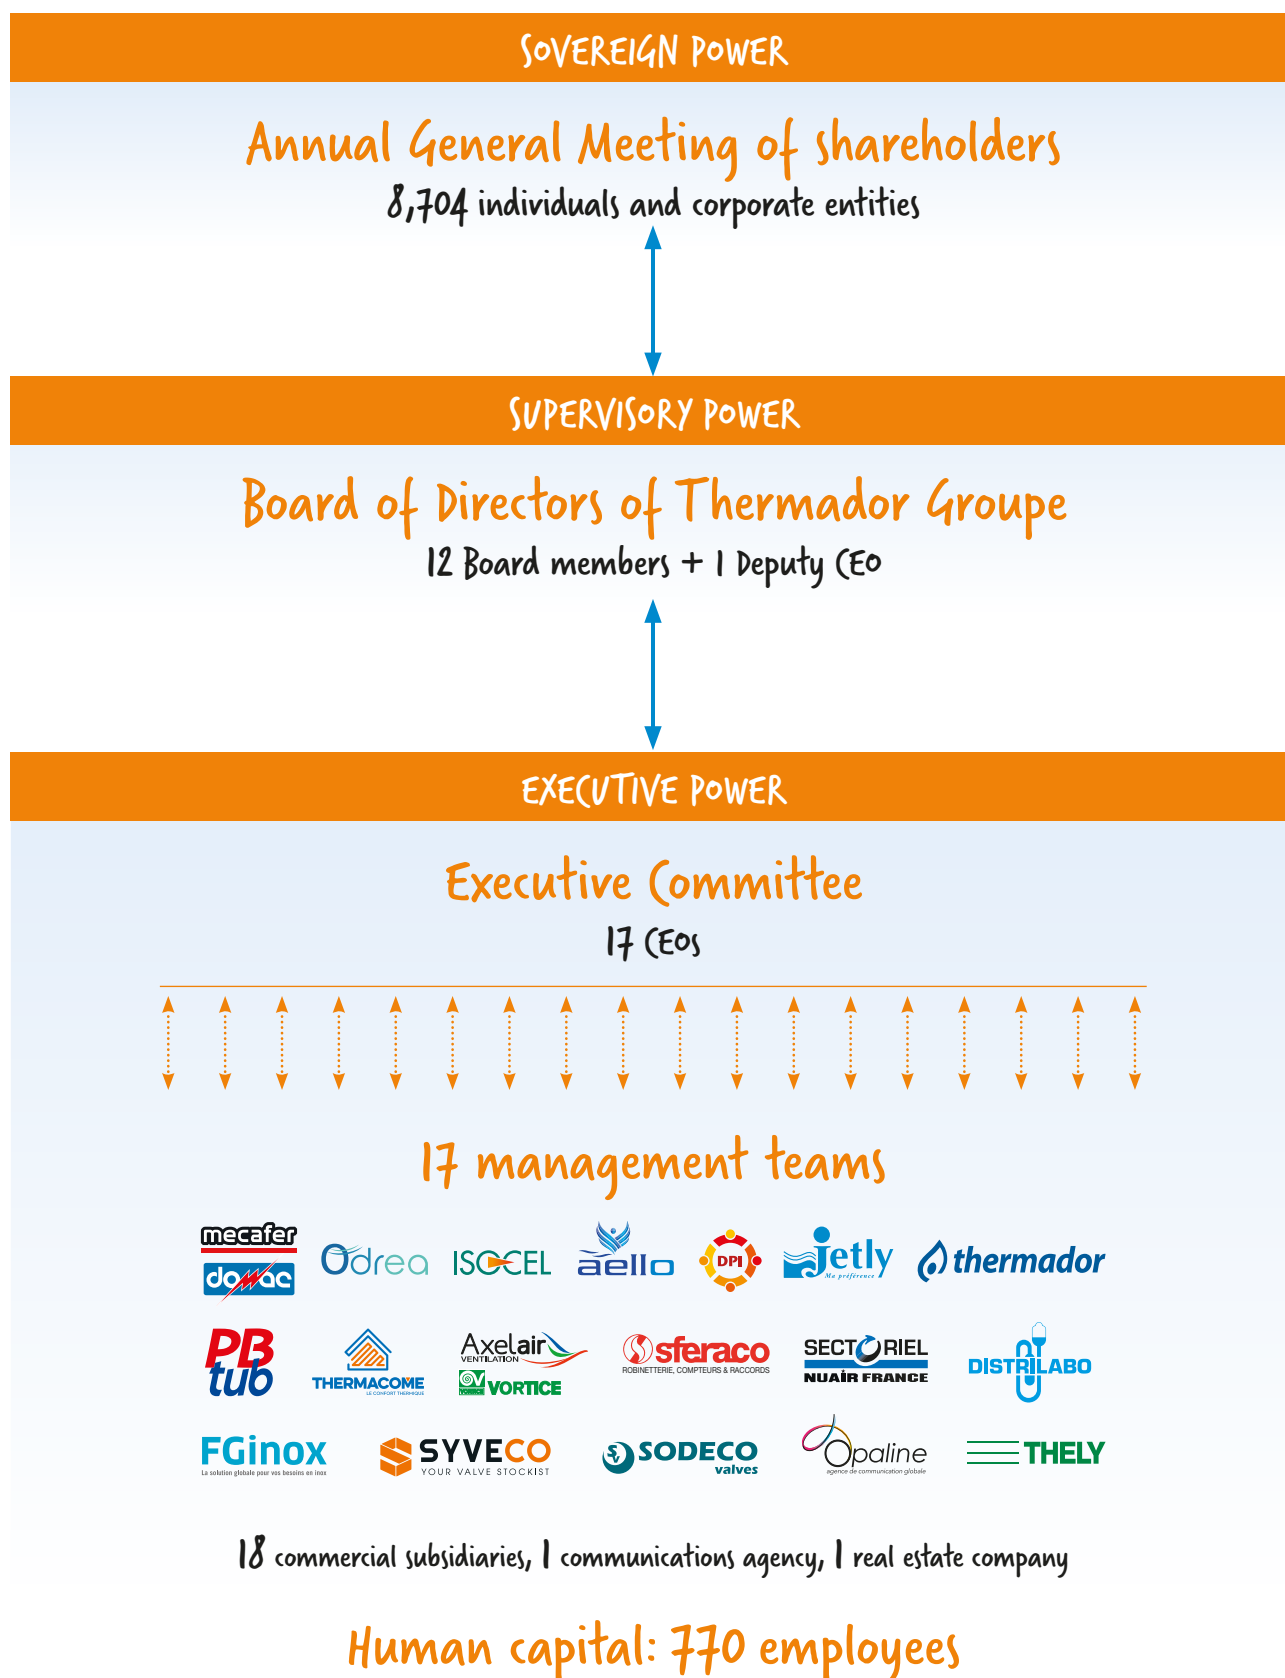 SOVEREIGN POWER
Annual General Meeting of shareholders
8,704 individuals and corporate entities
SUPERVISORY POWER
Board of Directors of Thermador Groupe
12 Board members + 1 Deputy CEO
EXECUTIVE POWER
Executive Committee
17 CEOs
17 management teams
mecafer
domac
Odrea
ISOCEL
aello
DPI
Jetly
Ma préférence
thermador
PB
tub
THERMACOME
LE CONFORT THERMIQUE
Axelair
VENTILATION
VORTICE
VORTICE
sferaco
ROBINETTERIE, COMPTEURS & RACCORDS
SECTORIEL
NUAIR FRANCE
DISTRILABO
FGinox
La solution globale pour vos besoins en inox
SYVECO
YOUR VALVE STOCKIST
SODECO
valves
Opaline
agence de communication globale
THELY
18 commercial subsidiaries, 1 communications agency, 1 real estate company
Human capital: 770 employees